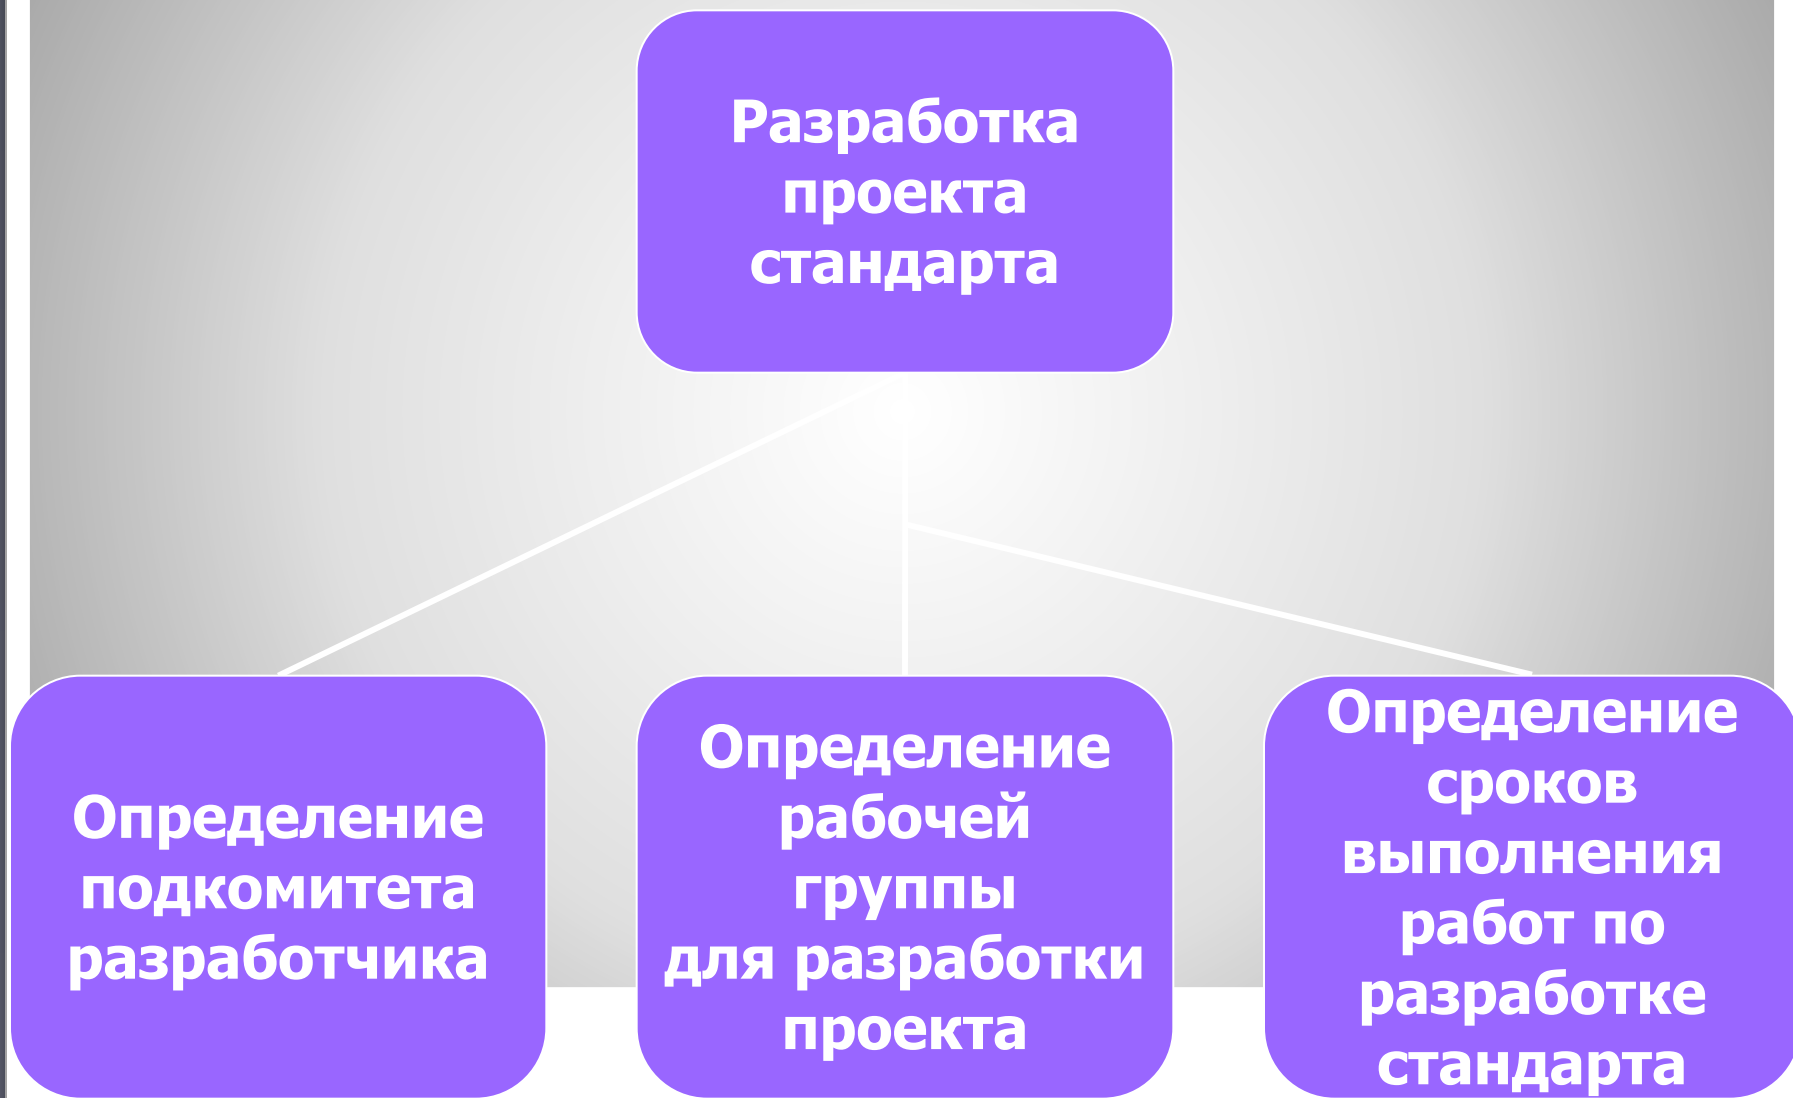 Разработка
проекта
стандарта
Определение
подкомитета
разработчика
Определение
рабочей
группы
для разработки
проекта
Определение
сроков
выполнения
работ по
разработке
стандарта